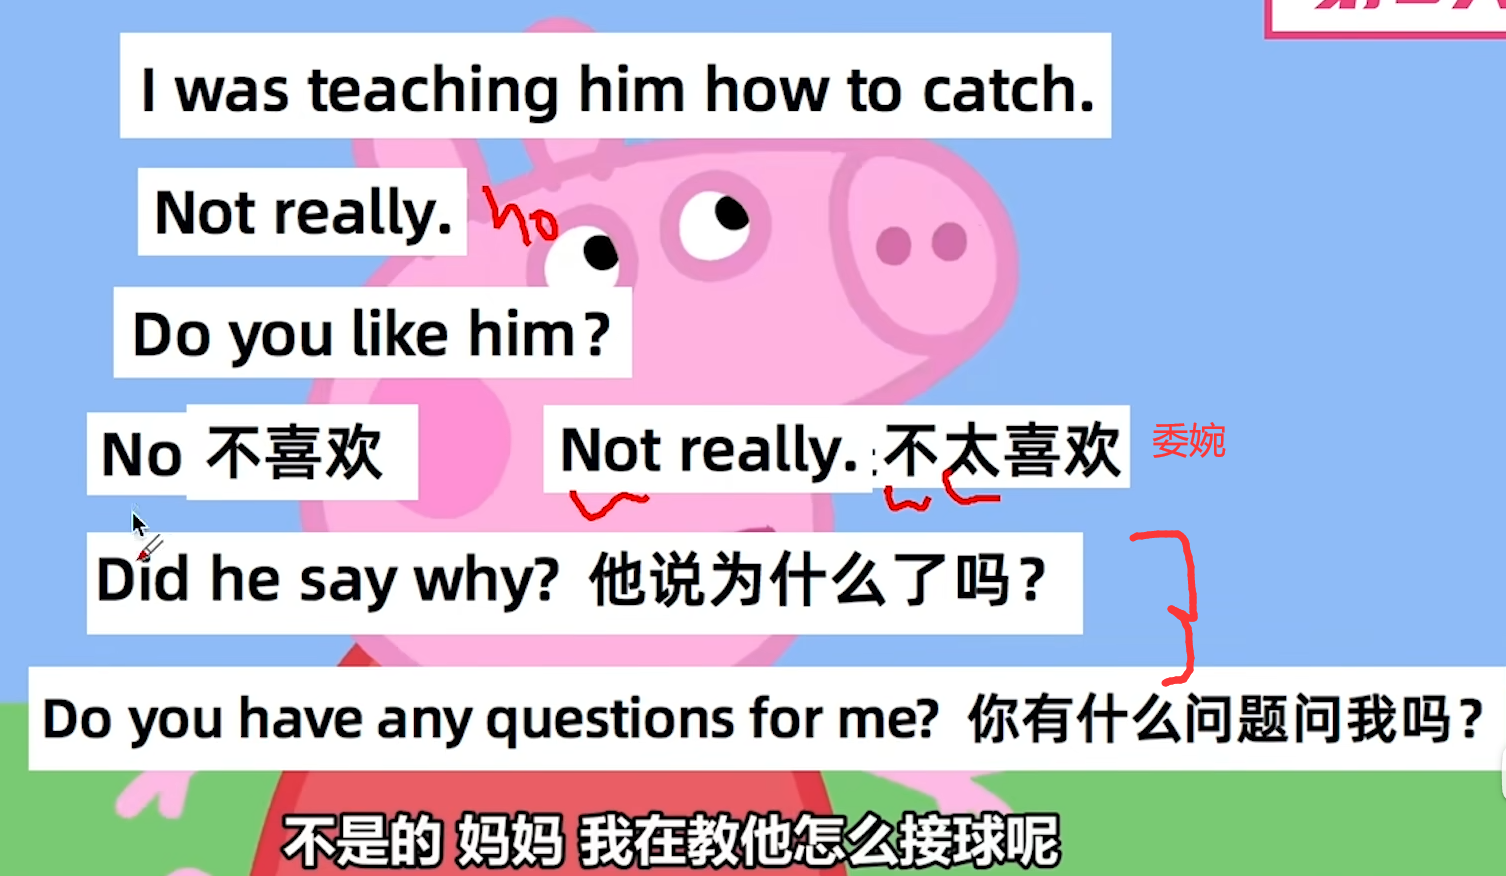 I was teaching him how to catch.
Not really. no
Do you like him?
No 不喜欢 Not really. :不太喜欢 委婉
Did he say why? 他说为什么了吗?
Do you have any questions for me? 你有什么问题问我吗?
不是的 妈妈 我在教他怎么接球呢